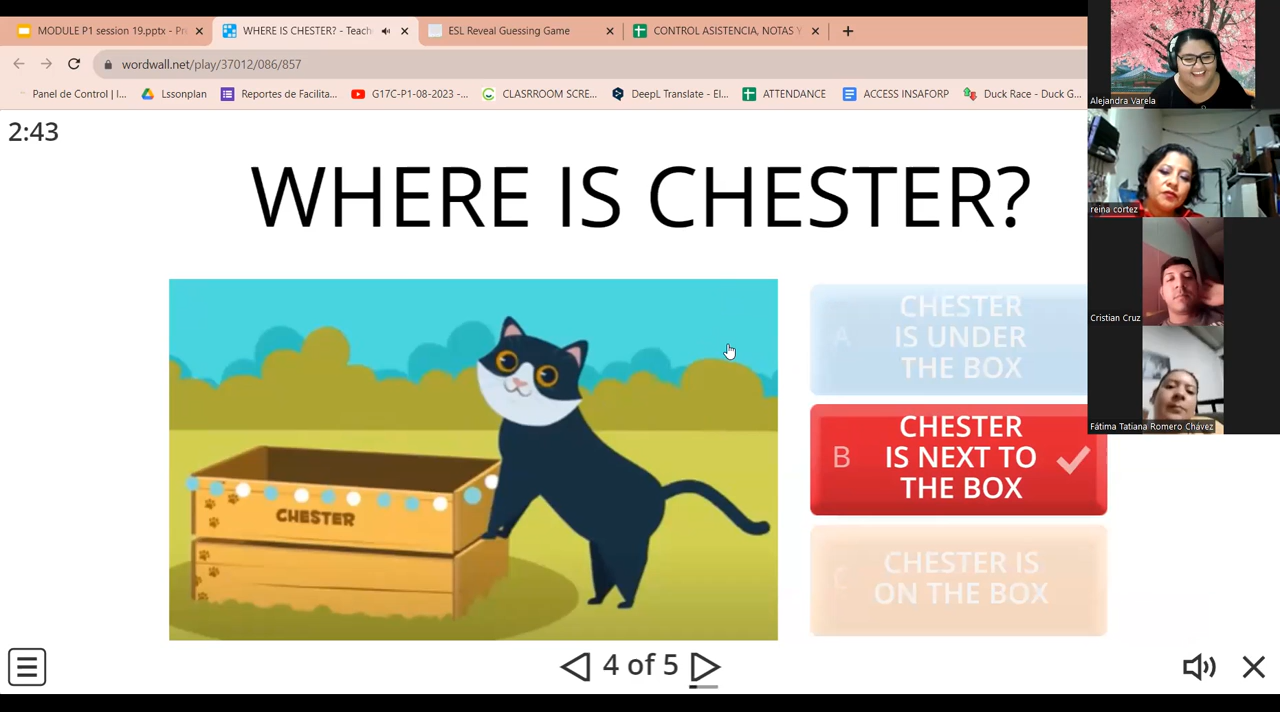 MODULE P1 session 19.pptx - Pr
WHERE IS CHESTER? - Teach
ESL Reveal Guessing Game
CONTROL ASISTENCIA, NOTAS Y
wordwall.net/play/37012/086/857
Panel de Control | I...
Lssonplan
Reportes de Facilita...
G17C-P1-08-2023 -...
CLASSROOM SCRE...
DeepL Translate - El...
ATTENDANCE
ACCESS INSAFORP
Duck Race - Duck G...
2:43
WHERE IS CHESTER?
CHESTER
A
CHESTER
IS UNDER
THE BOX
B
CHESTER
IS NEXT TO
THE BOX
C
CHESTER IS
ON THE BOX
4 of 5
Alejandra Varela
reina cortez
Cristian Cruz
Fátima Tatiana Romero Chávez